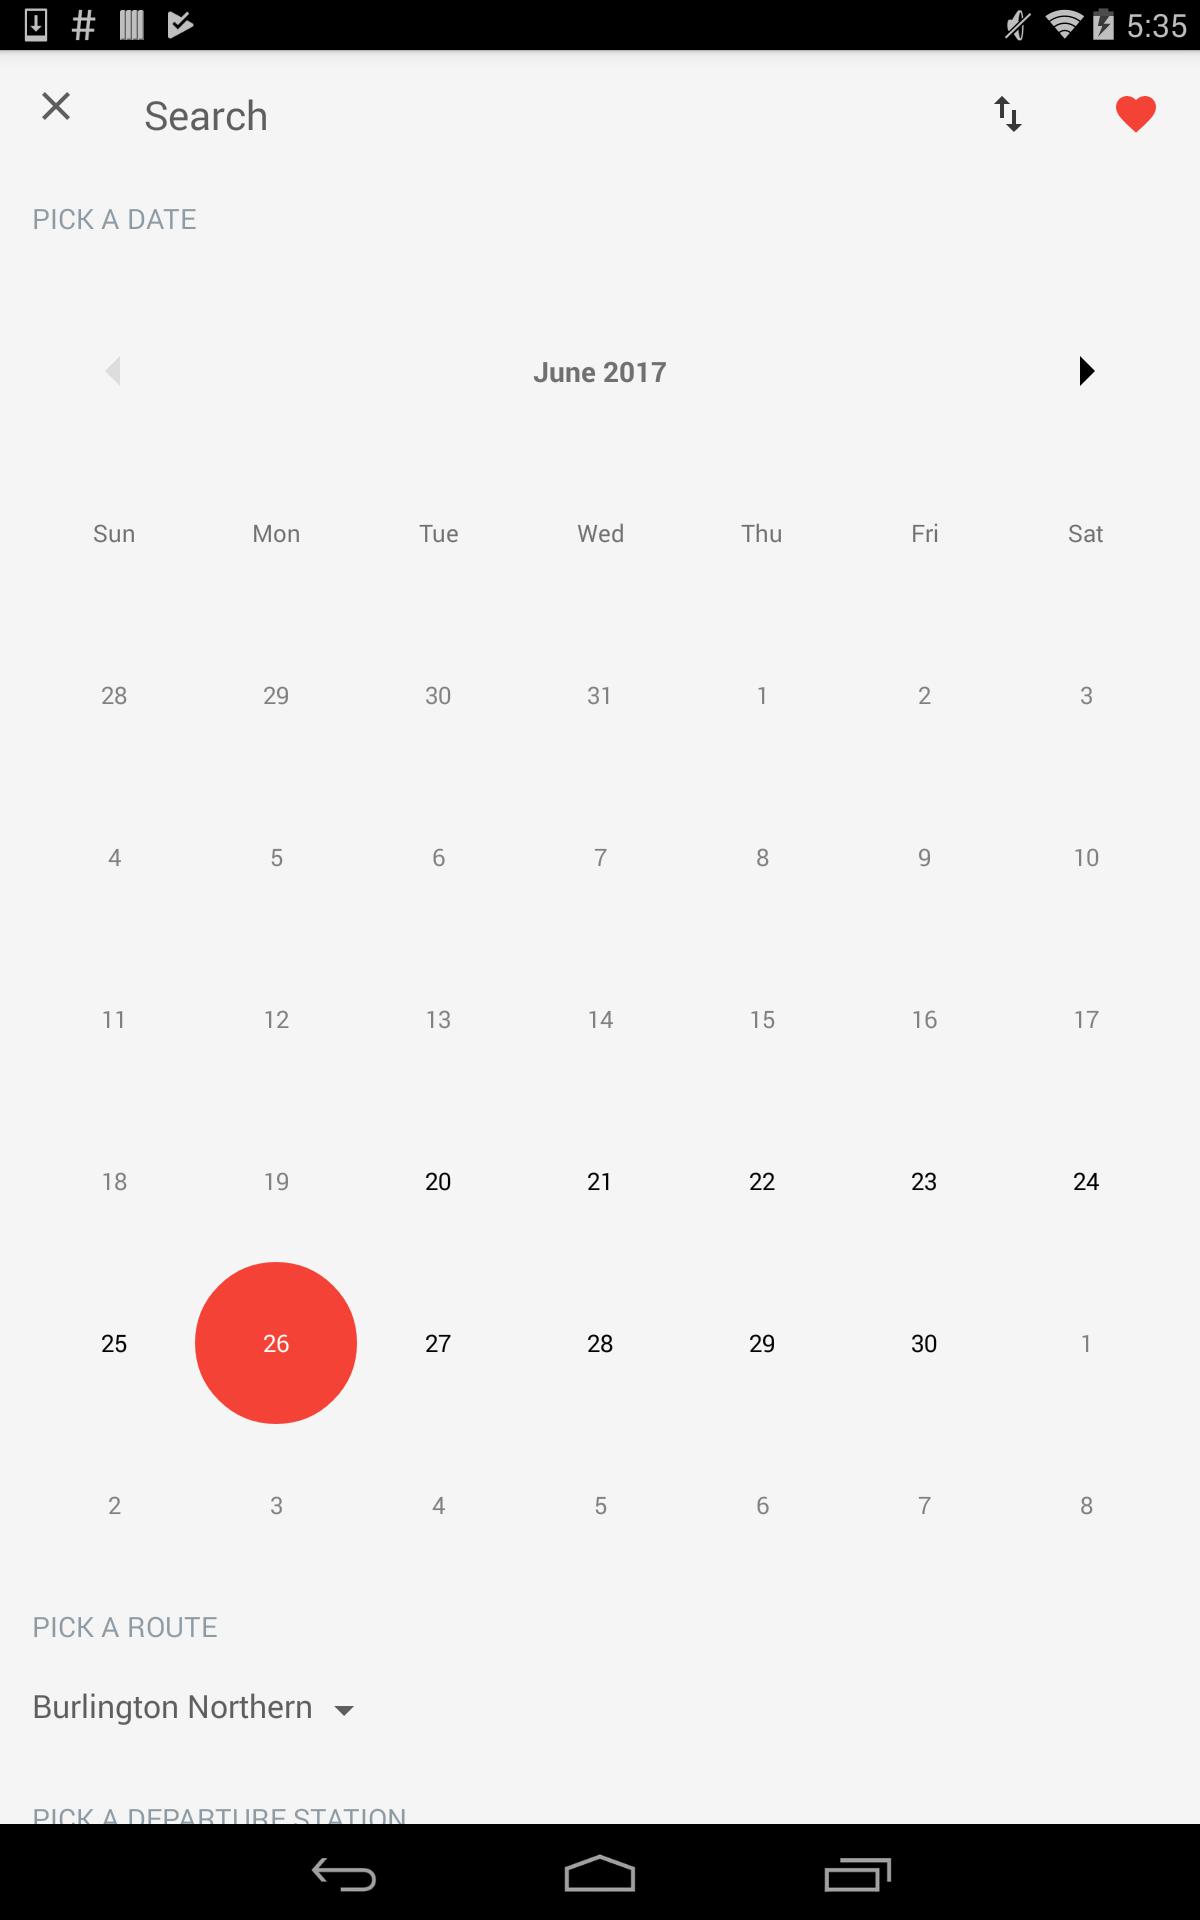 5:35
Search
PICK A DATE
June 2017
Sun Mon Tue Wed Thu Fri Sat
28 29 30 31 1 2 3
4 5 6 7 8 9 10
11 12 13 14 15 16 17
18 19 20 21 22 23 24
25 26 27 28 29 30 1
2 3 4 5 6 7 8
PICK A ROUTE
Burlington Northern
PICK A DEPARTURE STATION